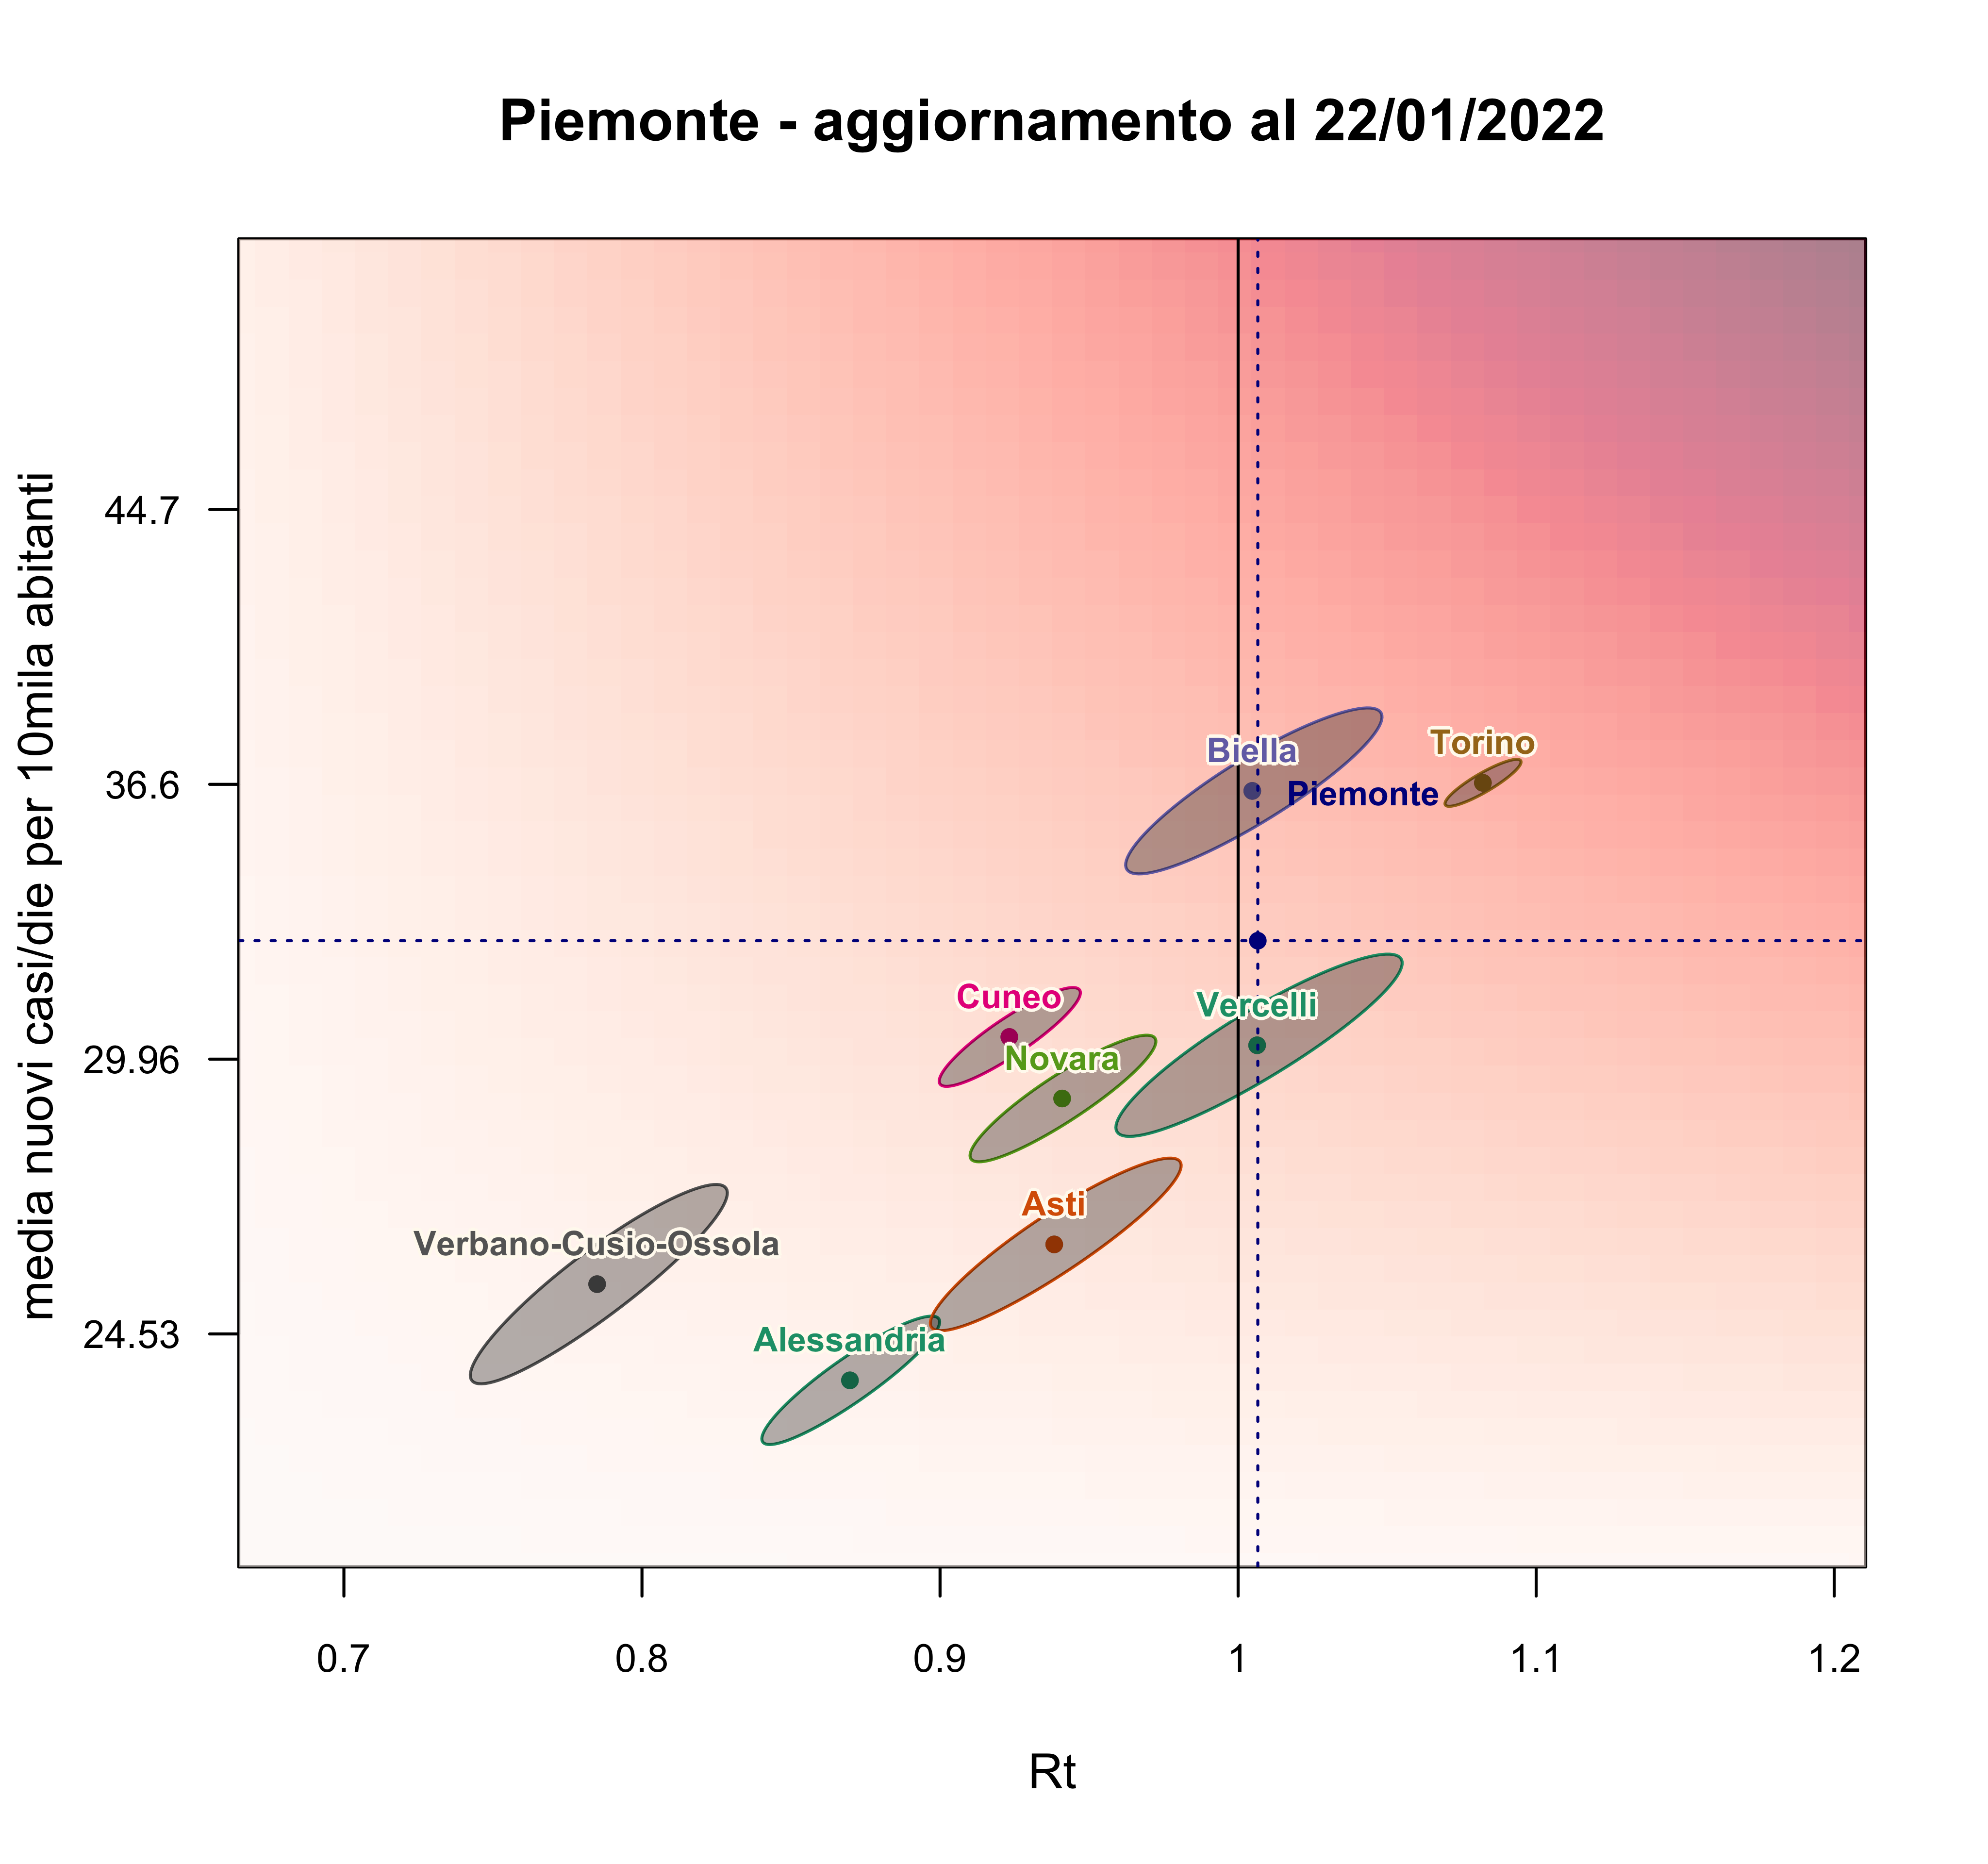 Piemonte - aggiornamento al 22/01/2022
media nuovi casi/die per 10mila abitanti
44.7
36.6
29.96
24.53
Biella
Torino
Piemonte
Cuneo
Vercelli
Novara
Asti
Verbano-Cusio-Ossola
Alessandria
0.7
0.8
0.9
1
1.1
1.2
Rt